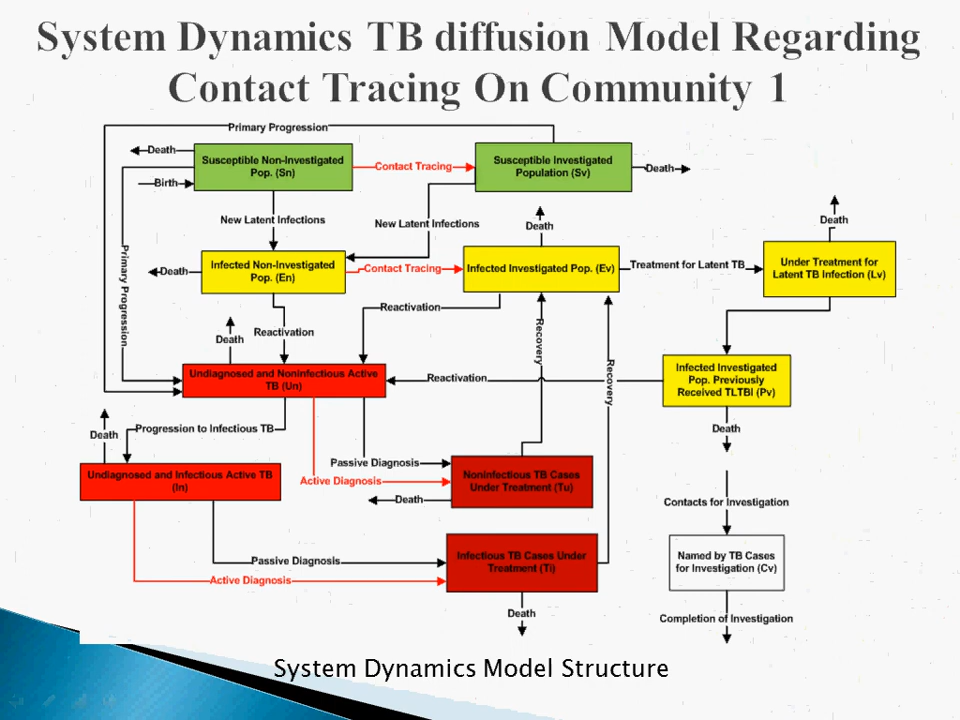 System Dynamics TB diffusion Model Regarding
Contact Tracing On Community 1
Primary Progression
Death
Susceptible Non-Investigated
Pop. (Sn)
Birth
Contact Tracing
Susceptible Investigated
Population (Sv)
Death
New Latent Infections
New Latent Infections
Death
Death
Primary Progression
Death
Infected Non-Investigated
Pop. (En)
Contact Tracing
Infected Investigated Pop. (Ev)
Treatment for Latent TB
Under Treatment for
Latent TB Infection (Lv)
Reactivation
Reactivation
Death
Recovery
Recovery
Undiagnosed and Noninfectious Active
TB (Un)
Reactivation
Infected Investigated
Pop. Previously
Received TLTBI (Pv)
Death
Progression to Infectious TB
Death
Passive Diagnosis
Active Diagnosis
Undiagnosed and Infectious Active TB
(In)
Noninfectious TB Cases
Under Treatment (Tu)
Death
Contacts for Investigation
Passive Diagnosis
Active Diagnosis
Infectious TB Cases Under
Treatment (Ti)
Named by TB Cases
for Investigation (Cv)
Death
Completion of Investigation
System Dynamics Model Structure